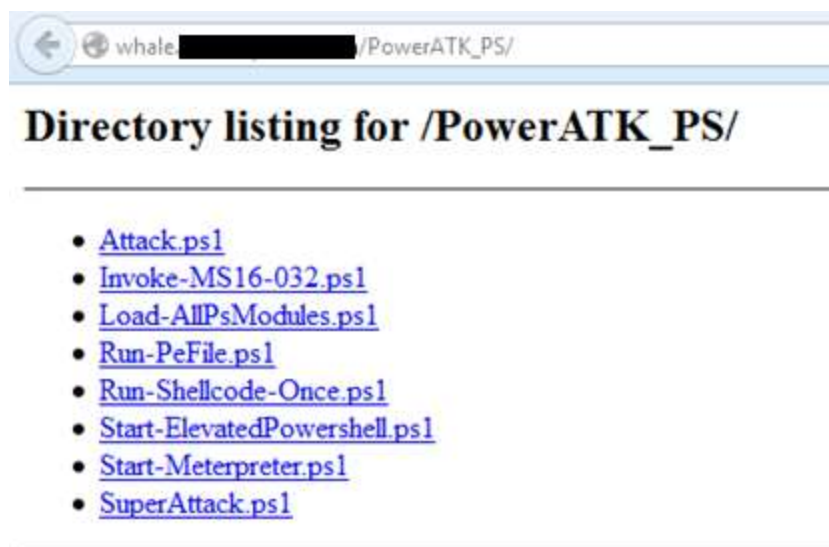 whale. /PowerATK_PS/
Directory listing for /PowerATK_PS/
Attack.ps1
Invoke-MS16-032.ps1
Load-AllPsModules.ps1
Run-PeFile.ps1
Run-Shellcode-Once.ps1
Start-ElevatedPowershell.ps1
Start-Meterpreter.ps1
SuperAttack.ps1